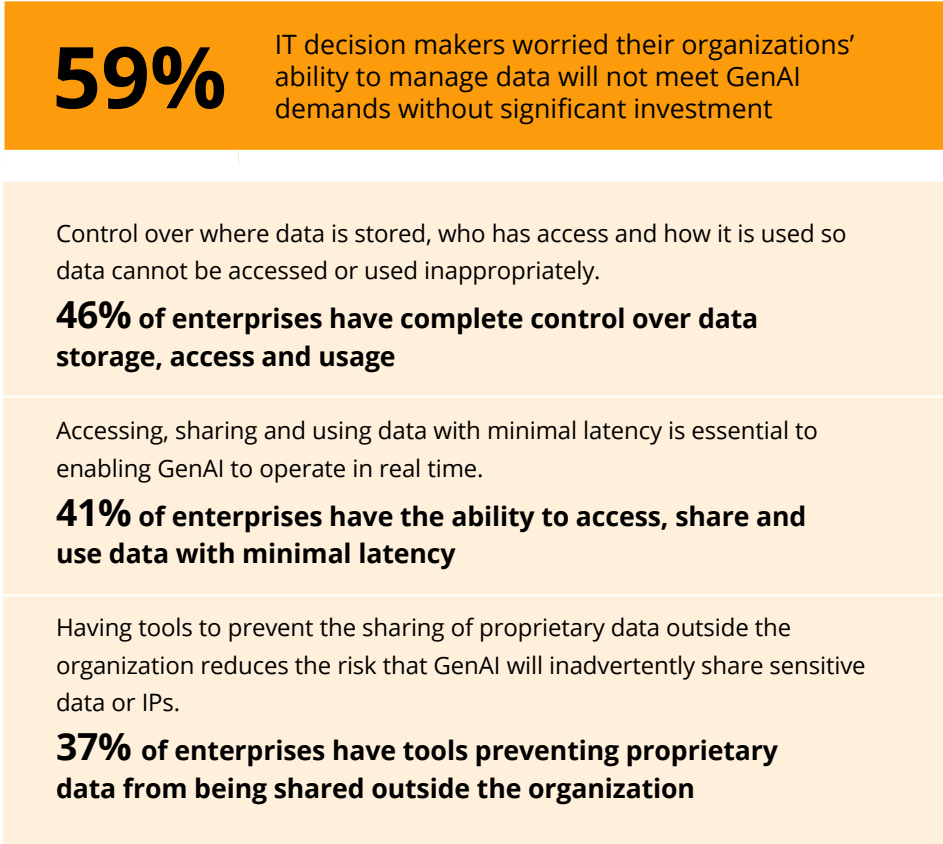 59%
IT decision makers worried their organizations’
ability to manage data will not meet GenAI
demands without significant investment
Control over where data is stored, who has access and how it is used so
data cannot be accessed or used inappropriately.
46% of enterprises have complete control over data
storage, access and usage
Accessing, sharing and using data with minimal latency is essential to
enabling GenAI to operate in real time.
41% of enterprises have the ability to access, share and
use data with minimal latency
Having tools to prevent the sharing of proprietary data outside the
organization reduces the risk that GenAI will inadvertently share sensitive
data or IPs.
37% of enterprises have tools preventing proprietary
data from being shared outside the organization